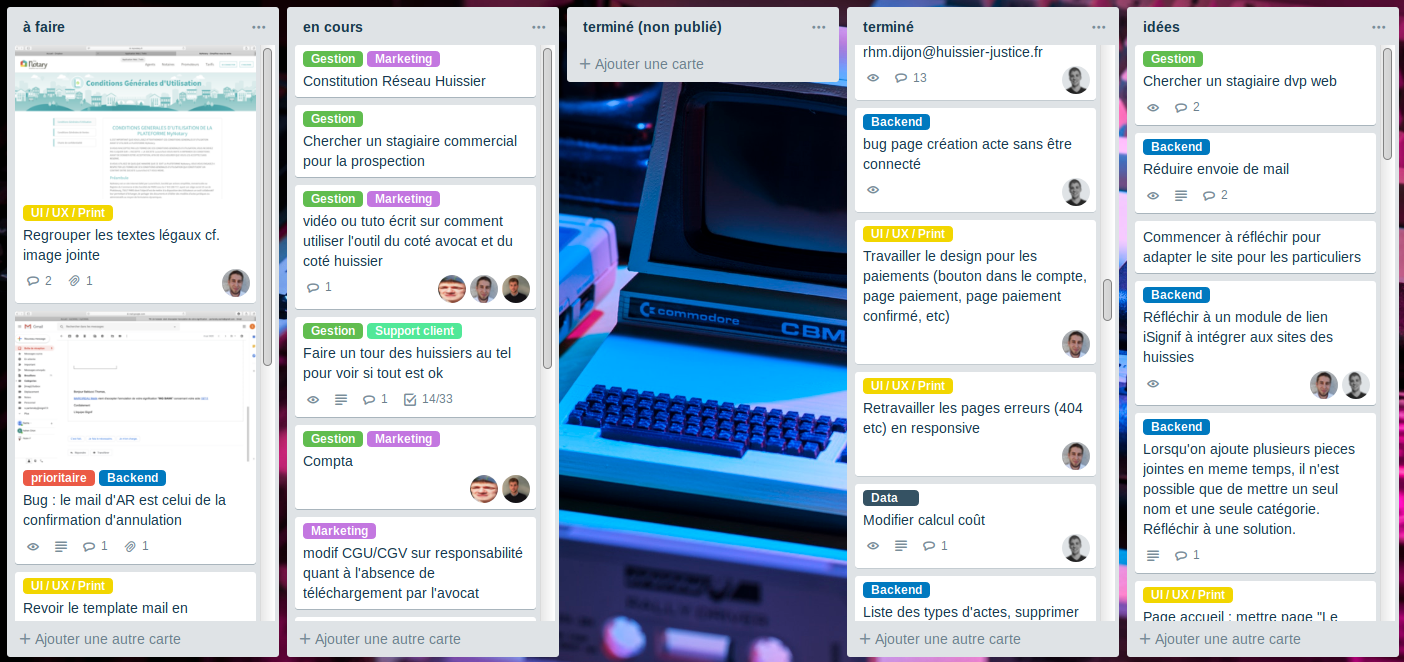 à faire
Conditions Générales d'Utilisation
CONDITIONS GENERALES D'UTILISATION DE LA
PLATEFORME MyNotary
UI / UX / Print
Regrouper les textes légaux cf.
image jointe
2
1
prioritaire
Backend
Bug : le mail d'AR est celui de la
confirmation d'annulation
1
1
UI / UX / Print
Revoir le template mail en
+ Ajouter une autre carte
en cours
Gestion
Marketing
Constitution Réseau Huissier
Gestion
Chercher un stagiaire commercial
pour la prospection
Gestion
Marketing
vidéo ou tuto écrit sur comment
utiliser l'outil du coté avocat et du
coté huissier
1
Gestion
Support client
Faire un tour des huissiers au tel
pour voir si tout est ok
1
14/33
Gestion
Marketing
Compta
Marketing
modif CGU/CGV sur responsabilité
quant à l'absence de
téléchargement par l'avocat
+ Ajouter une autre carte
terminé (non publié)
+ Ajouter une carte
commodore
CBM
terminé
rhm.dijon@huissier-justice.fr
13
Backend
bug page création acte sans être
connecté
UI / UX / Print
Travailler le design pour les
paiements (bouton dans le compte,
page paiement, page paiement
confirmé, etc)
UI / UX / Print
Retravailler les pages erreurs (404
etc) en responsive
Data
Modifier calcul coût
1
Backend
Liste des types d'actes, supprimer
+ Ajouter une autre carte
idées
Gestion
Chercher un stagiaire dvp web
2
Backend
Réduire envoie de mail
2
Commencer à réfléchir pour
adapter le site pour les particuliers
Backend
Réfléchir à un module de lien
iSignif à intégrer aux sites des
huissies
Backend
Lorsqu'on ajoute plusieurs pieces
jointes en meme temps, il n'est
possible que de mettre un seul
nom et une seule catégorie.
Réfléchir à une solution.
1
UI / UX / Print
Page accueil : mettre page "Le
+ Ajouter une autre carte